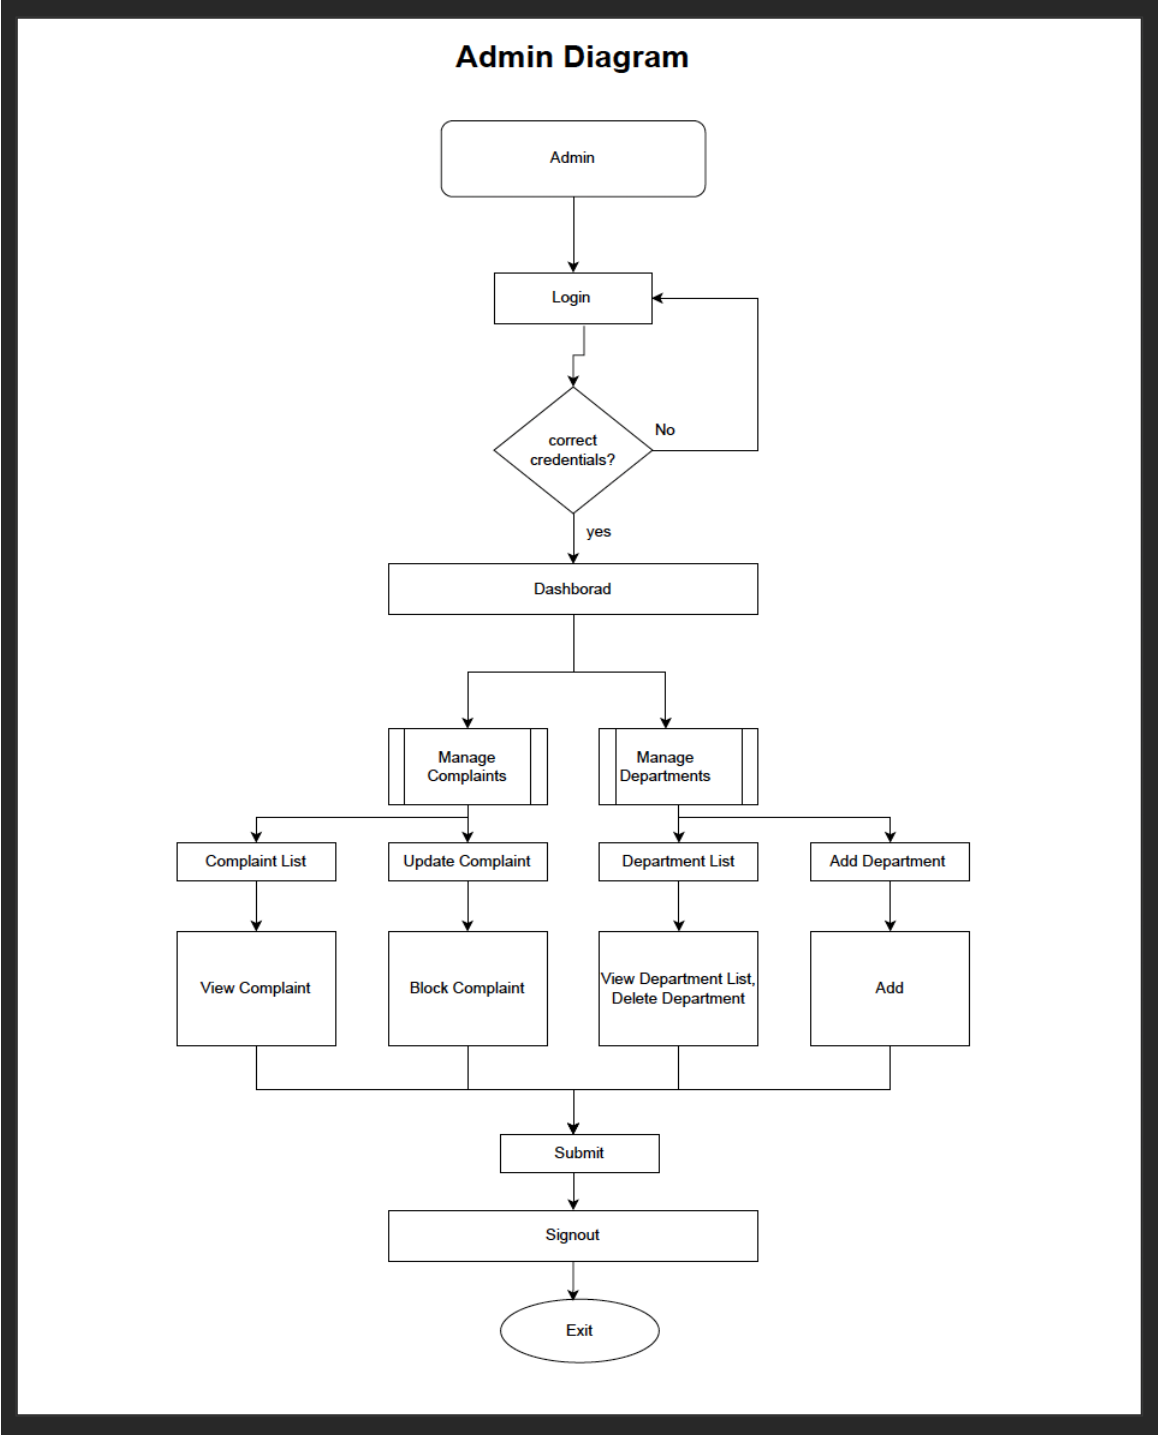 Admin Diagram
Admin
Login
correct
credentials?
No
yes
Dashborad
Manage
Complaints
Manage
Departments
Complaint List
Update Complaint
Department List
Add Department
View Complaint
Block Complaint
View Department List,
Delete Department
Add
Submit
Signout
Exit